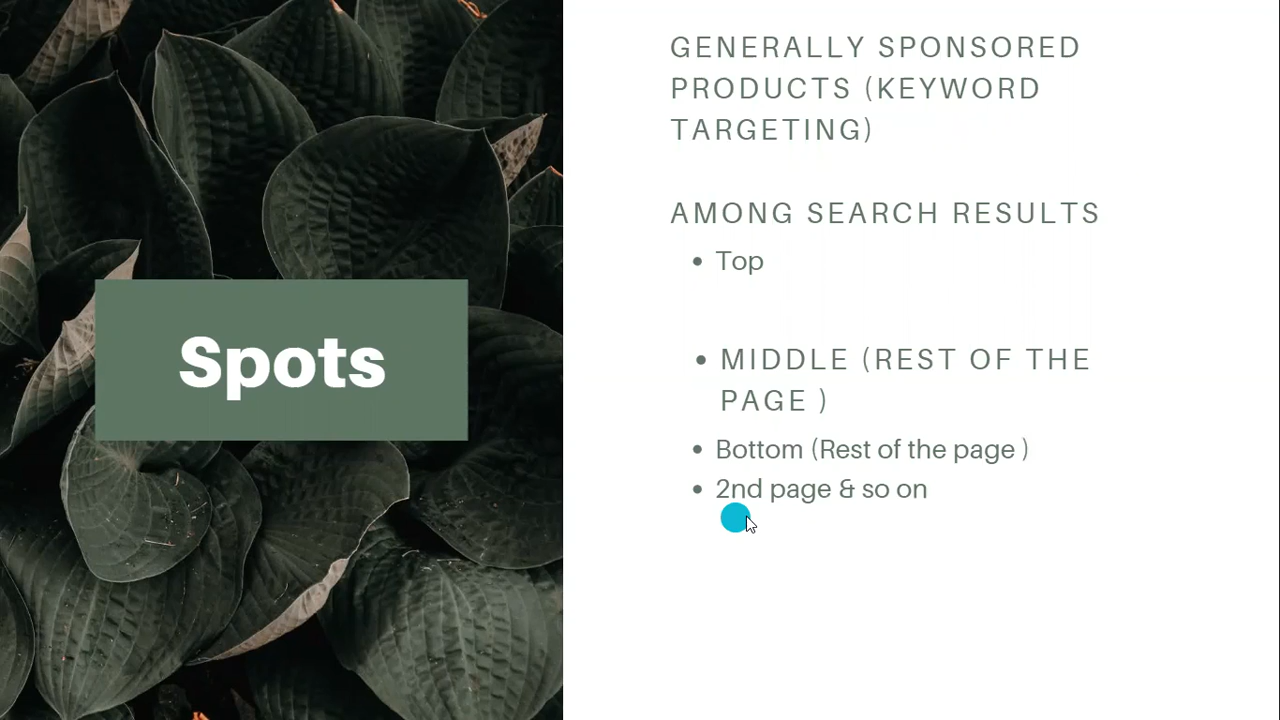 Spots
GENERALLY SPONSORED
PRODUCTS (KEYWORD
TARGETING)
AMONG SEARCH RESULTS
• Top
• MIDDLE (REST OF THE
PAGE )
• Bottom (Rest of the page )
• 2nd page & so on